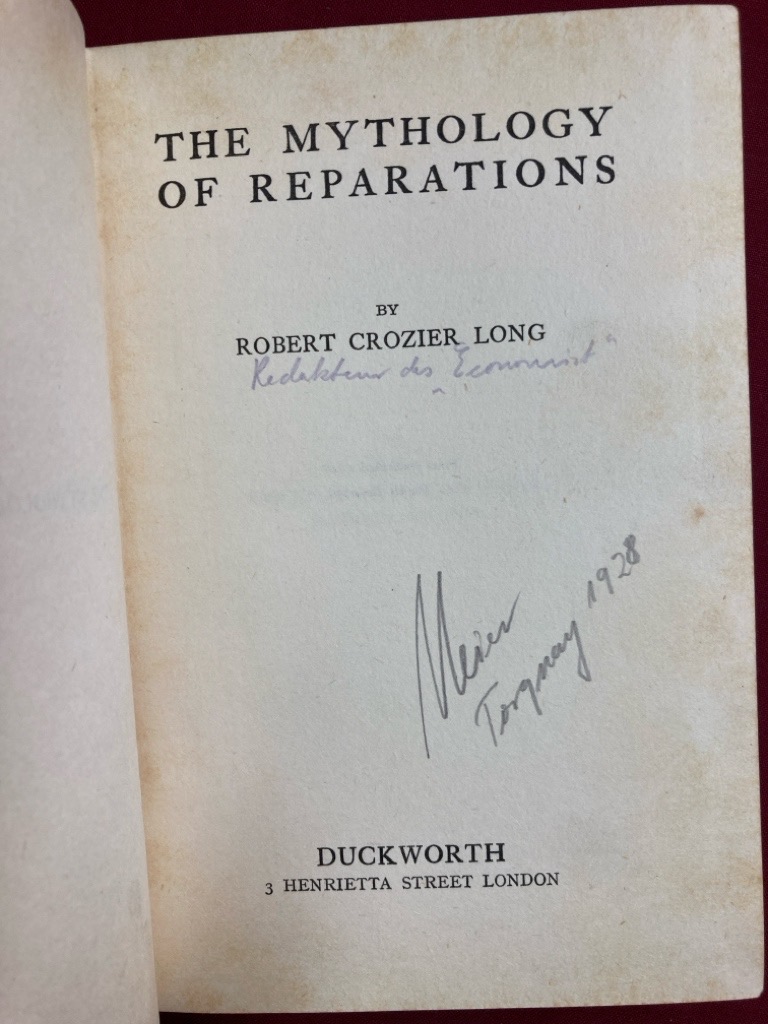 THE MYTHOLOGY
OF REPARATIONS
BY
ROBERT CROZIER LONG
Redakteur des „Economist"
Meier
Torquay 1928
DUCKWORTH
3 HENRIETTA STREET LONDON